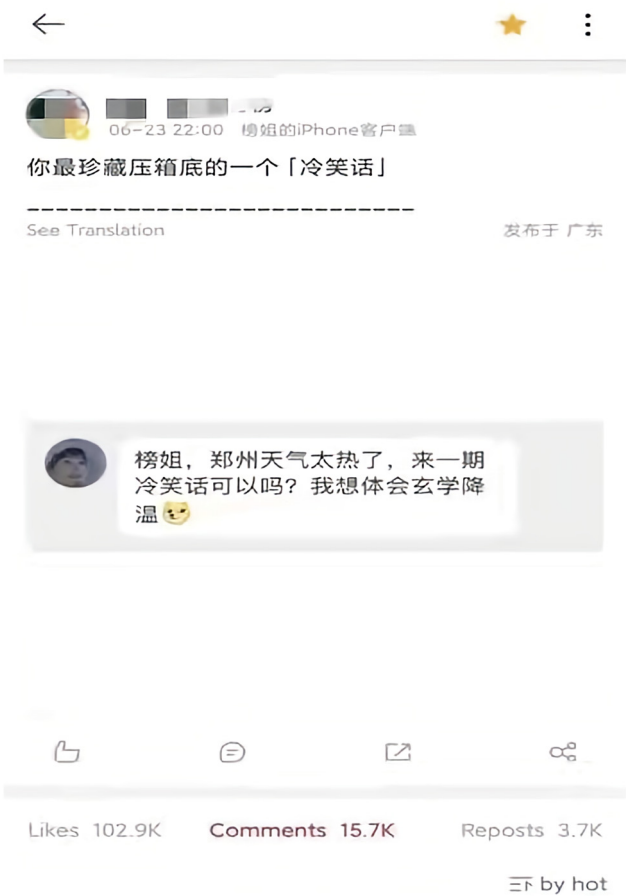 06-23 22:00 榜姐的iPhone客户端
你最珍藏压箱底的一个「冷笑话」
----------------------------
See Translation 发布于 广东
榜姐，郑州天气太热了，来一期
冷笑话可以吗？我想体会玄学降
温
Likes 102.9K Comments 15.7K Reposts 3.7K
by hot